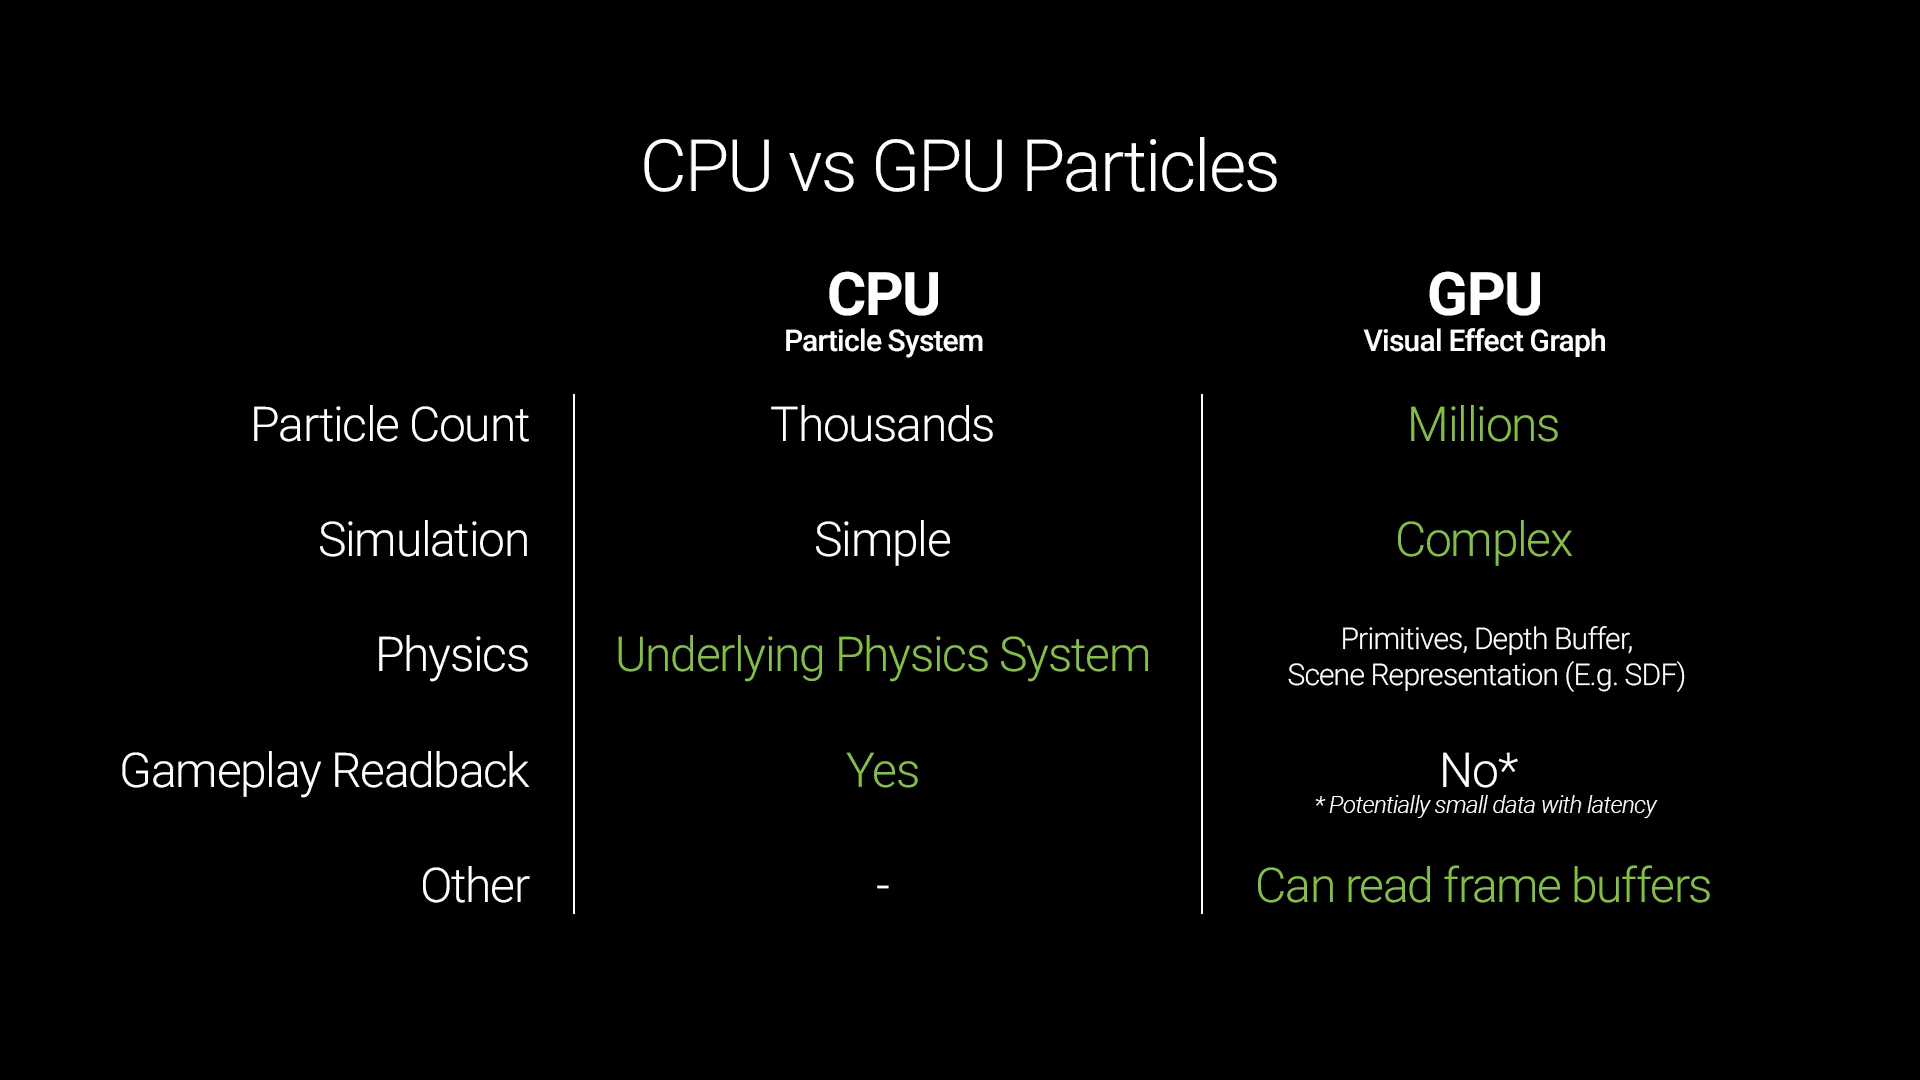 CPU vs GPU Particles
CPU
Particle System
GPU
Visual Effect Graph
Particle Count
Thousands
Millions
Simulation
Simple
Complex
Physics
Underlying Physics System
Primitives, Depth Buffer,
Scene Representation (E.g. SDF)
Gameplay Readback
Yes
No*
* Potentially small data with latency
Other
-
Can read frame buffers